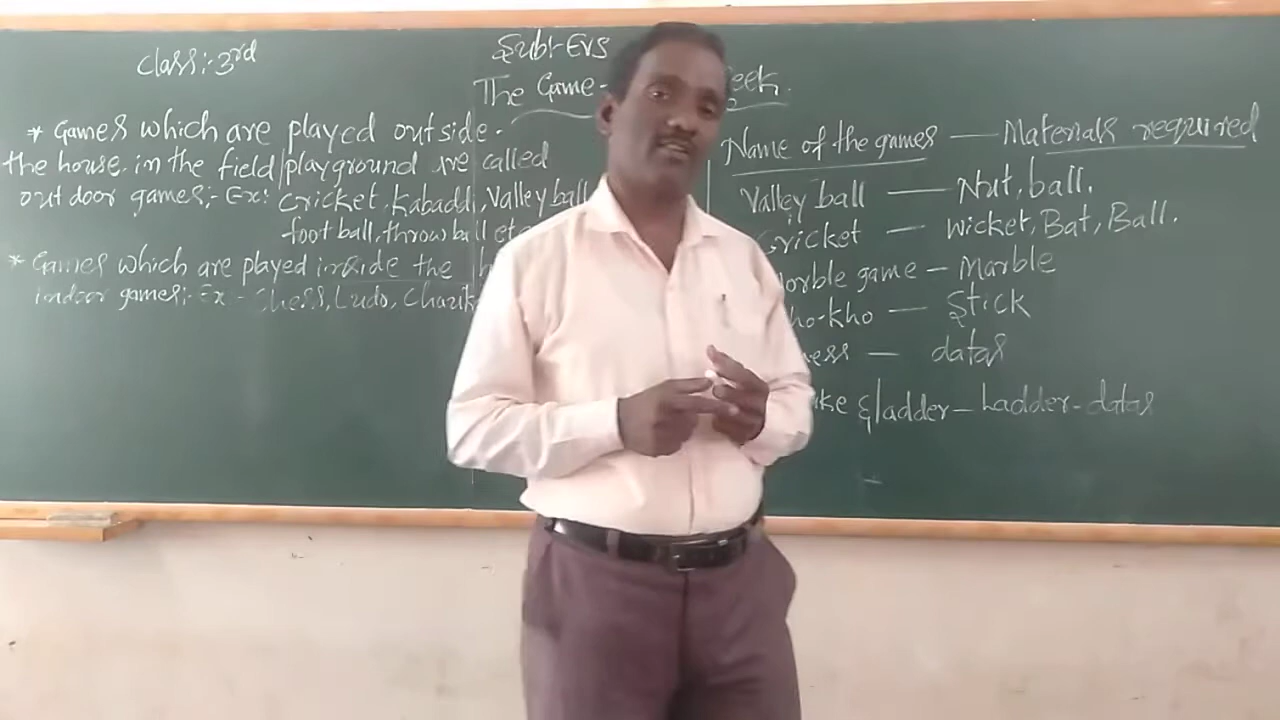 Class:- 3rd
Sub:- EVS
The Game- eek.
* Games which are played outside.
the house. in the field/playground are called
out door games:- Ex: Cricket, Kabaddi, Valley ball
foot ball, throw ball etc
* Games which are played inside the h
indoor games:- Ex - Chess, Ludo,
Name of the games — Materials required
Valley ball — Nut, ball.
Cricket — Wicket, Bat, Ball.
orble game — Marble
ho-kho — Stick
ess — datas
ke & ladder — Ladder - datas